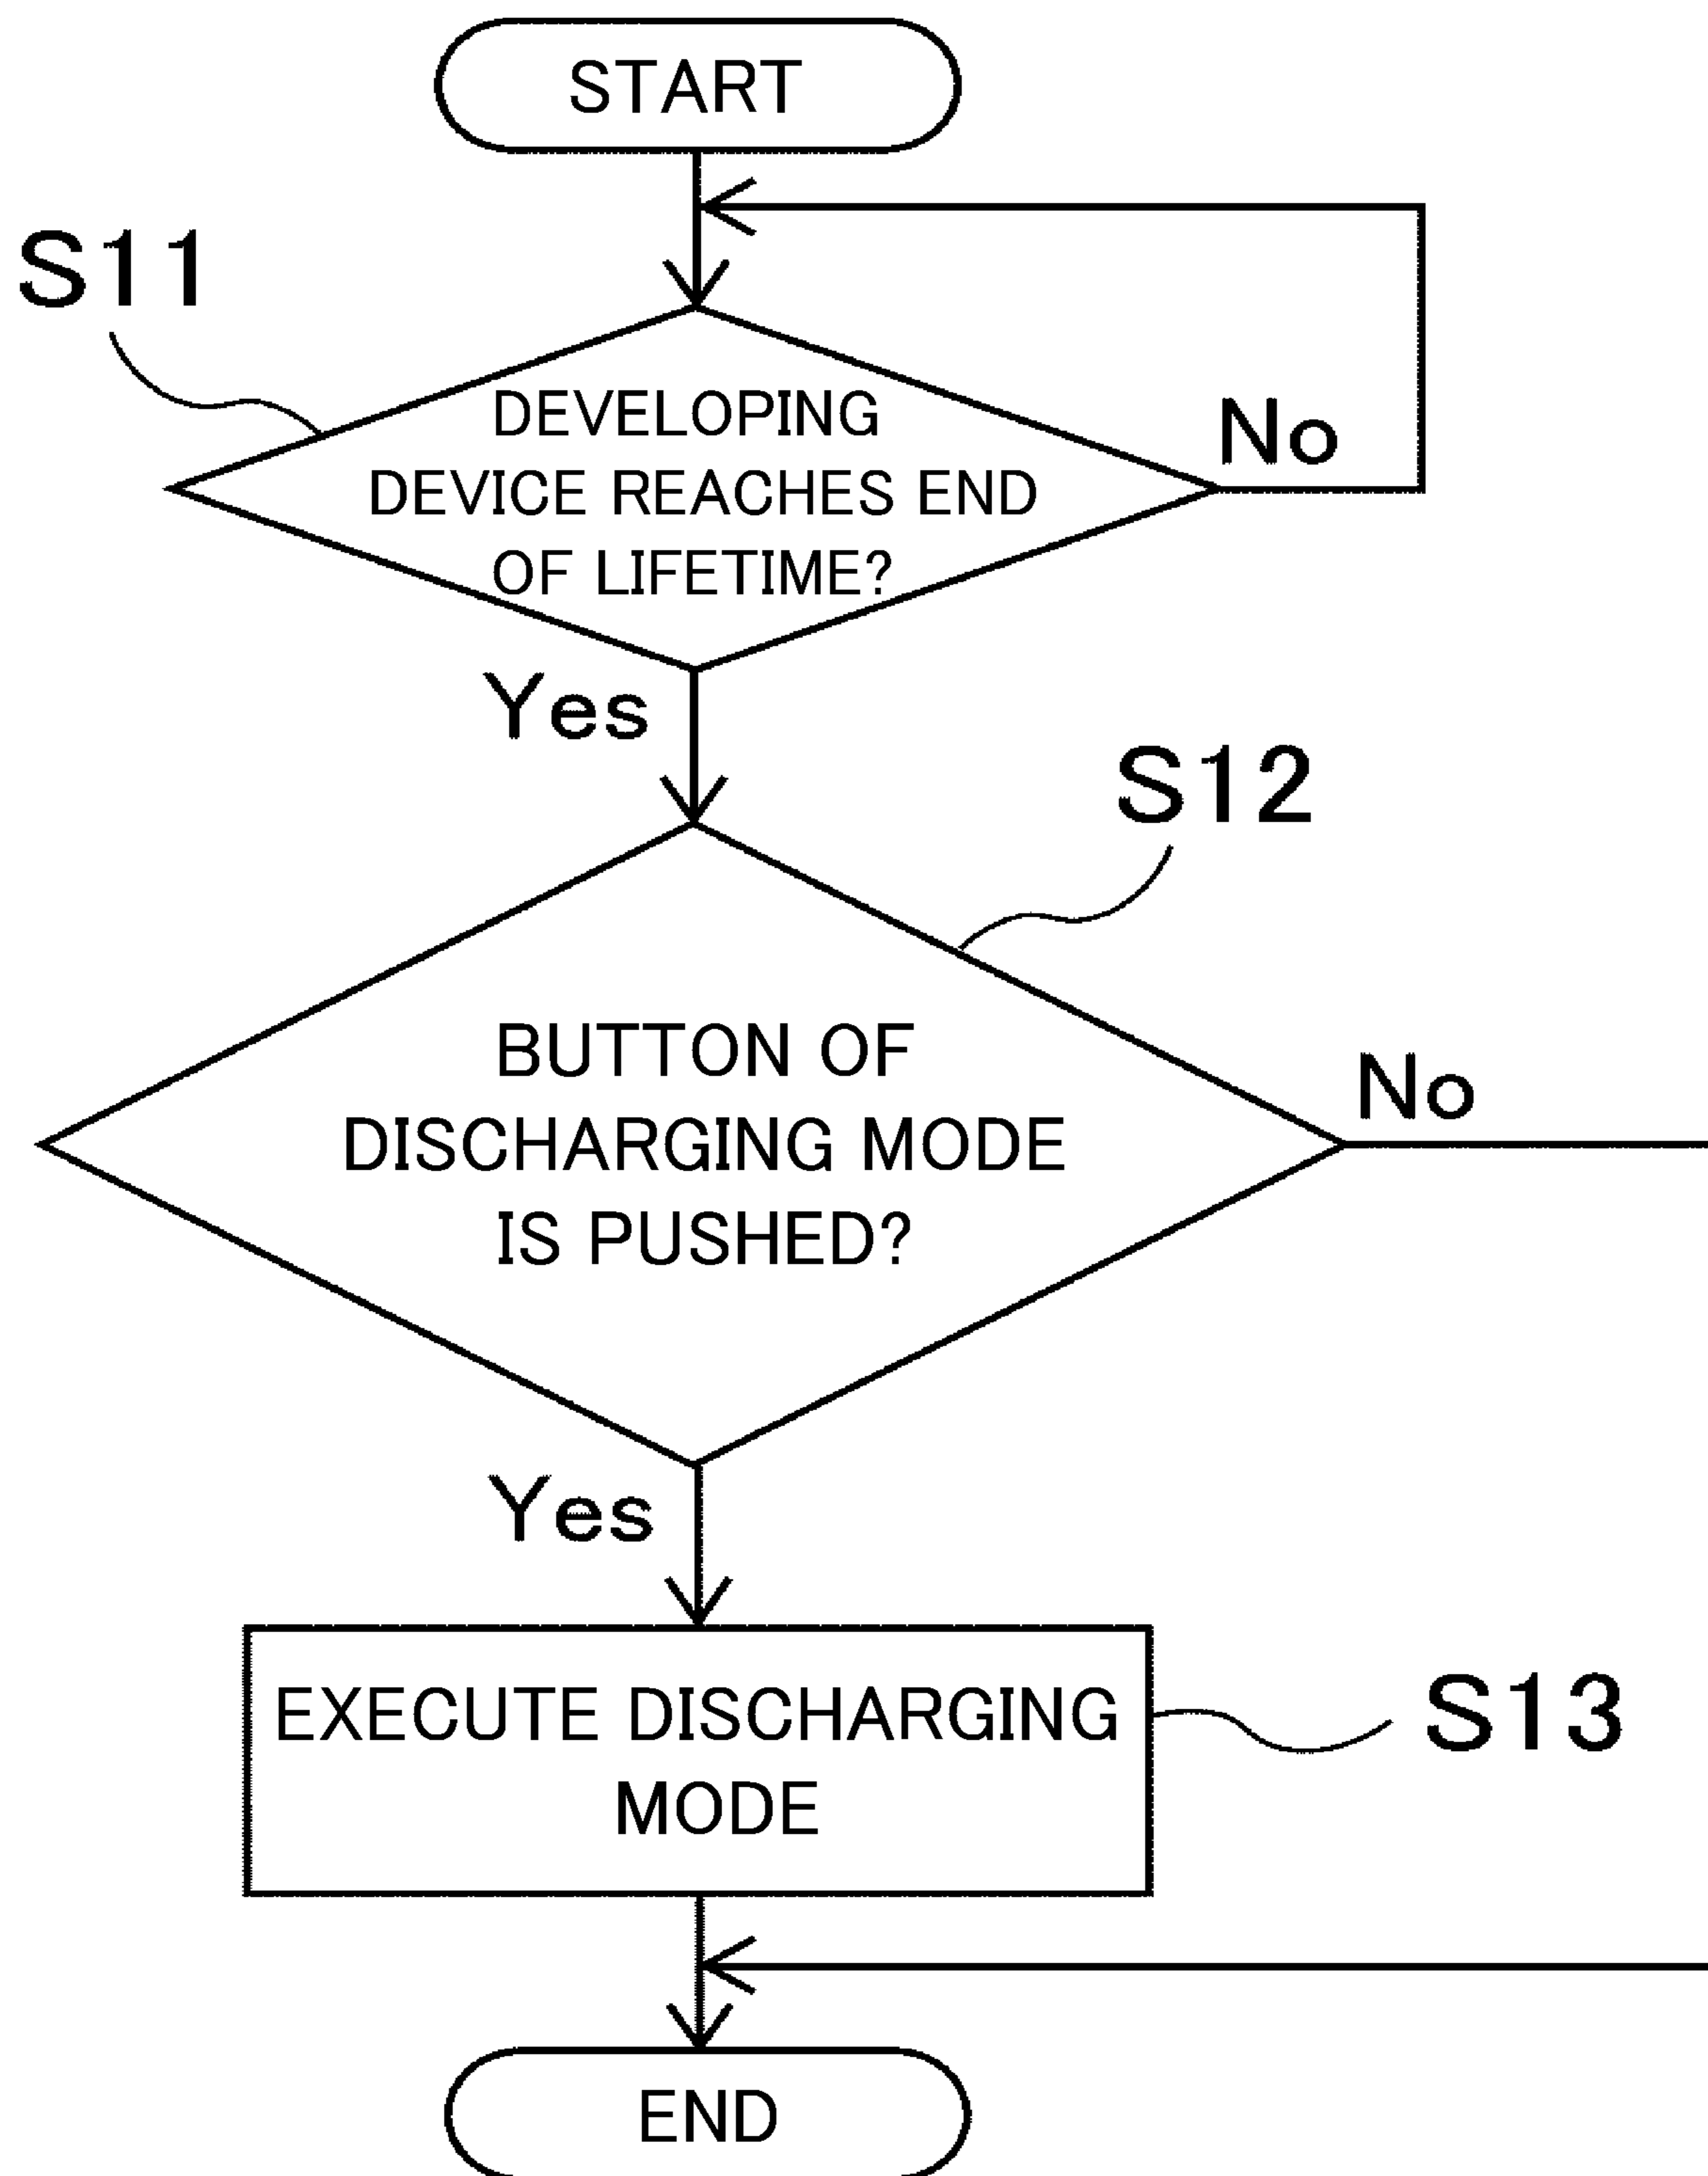 START
S11
DEVELOPING
DEVICE REACHES END
OF LIFETIME?
No
Yes
S12
BUTTON OF
DISCHARGING MODE
IS PUSHED?
No
Yes
EXECUTE DISCHARGING
MODE
S13
END